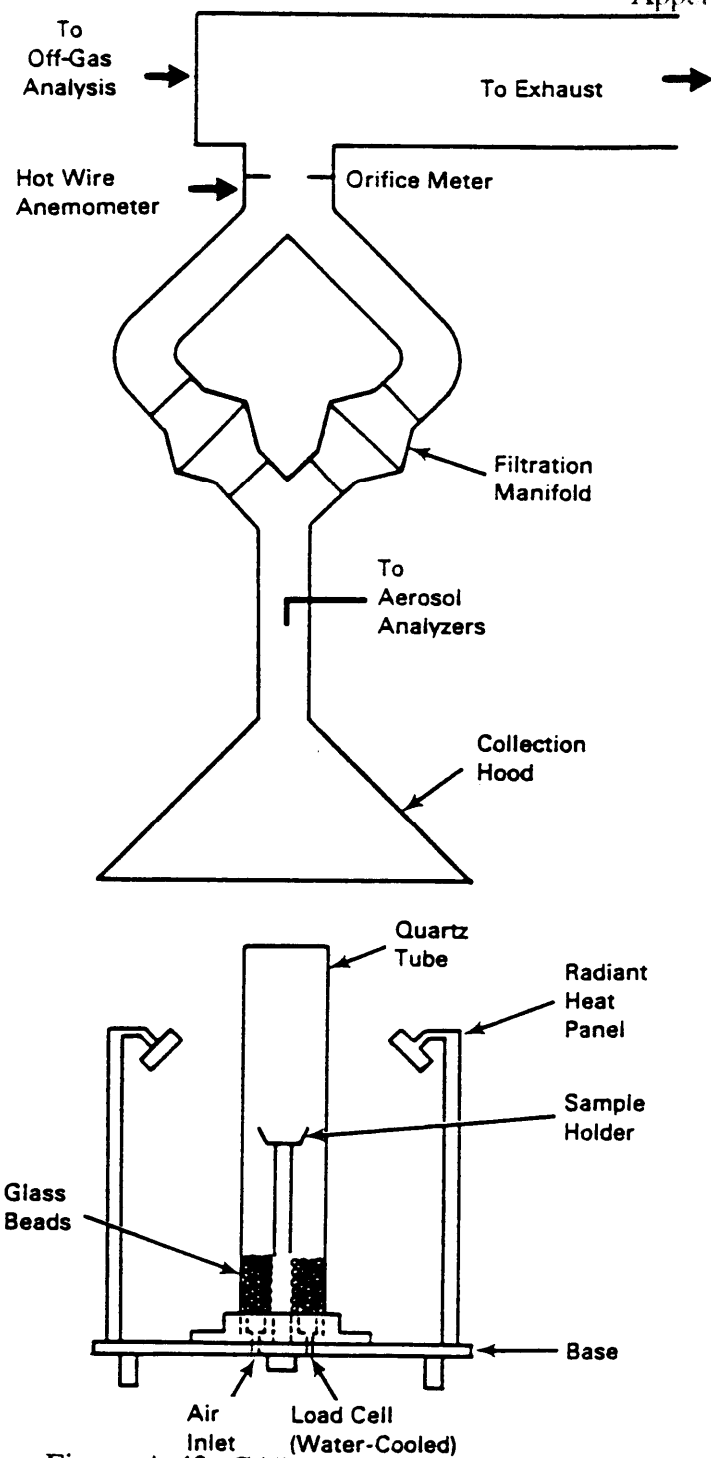 To
Off-Gas
Analysis
To Exhaust
Hot Wire
Anemometer
Orifice Meter
Filtration
Manifold
To
Aerosol
Analyzers
Collection
Hood
Quartz
Tube
Radiant
Heat
Panel
Sample
Holder
Glass
Beads
Base
Air
Inlet
Load Cell
(Water-Cooled)